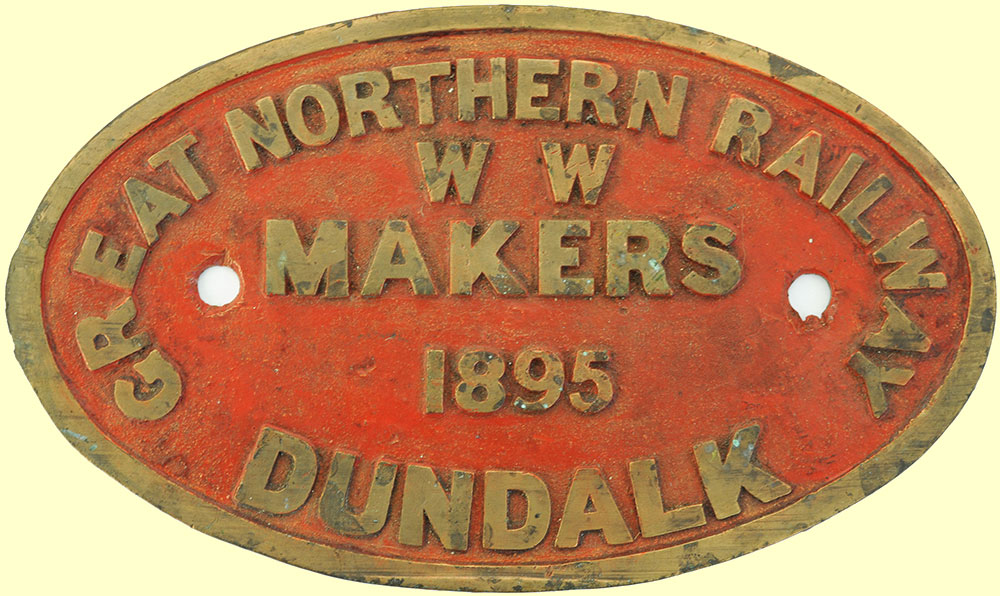 GREAT NORTHERN RAILWAY
W W
MAKERS
1895
DUNDALK